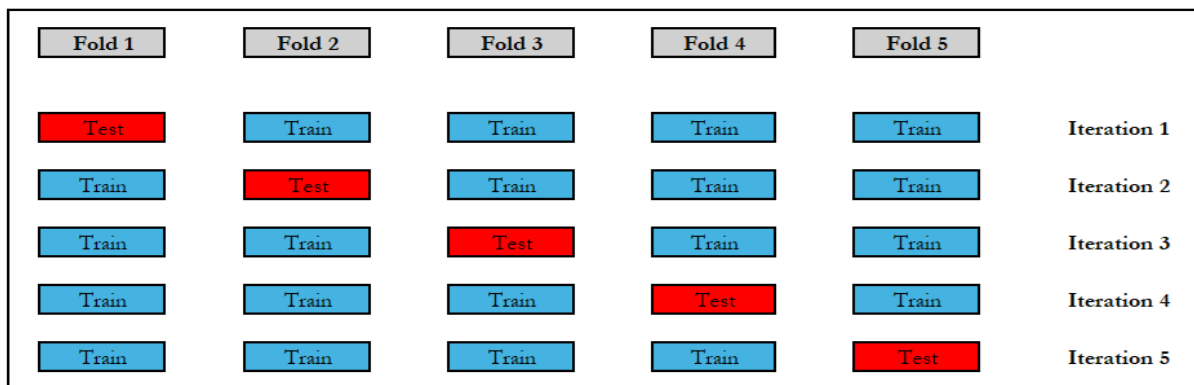 Fold 1 Fold 2 Fold 3 Fold 4 Fold 5
Test Train Train Train Train Iteration 1
Train Test Train Train Train Iteration 2
Train Train Test Train Train Iteration 3
Train Train Train Test Train Iteration 4
Train Train Train Train Test Iteration 5